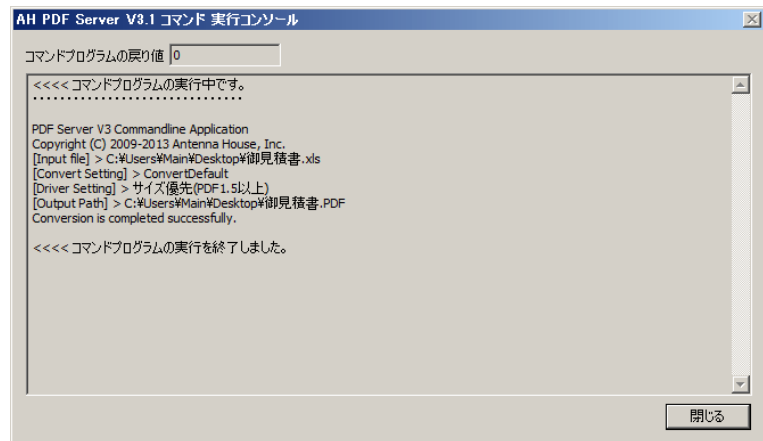 AH PDF Server V3.1 コマンド 実行コンソール
コマンドプログラムの戻り値 0
<<<< コマンドプログラムの実行中です。
･･････････････････････････････
PDF Server V3 Commandline Application
Copyright (C) 2009-2013 Antenna House, Inc.
[Input file] > C:¥Users¥Main¥Desktop¥御見積書.xls
[Convert Setting] > ConvertDefault
[Driver Setting] > サイズ優先(PDF1.5以上)
[Output Path] > C:¥Users¥Main¥Desktop¥御見積書.PDF
Conversion is completed successfully.
<<<< コマンドプログラムの実行を終了しました。
閉じる